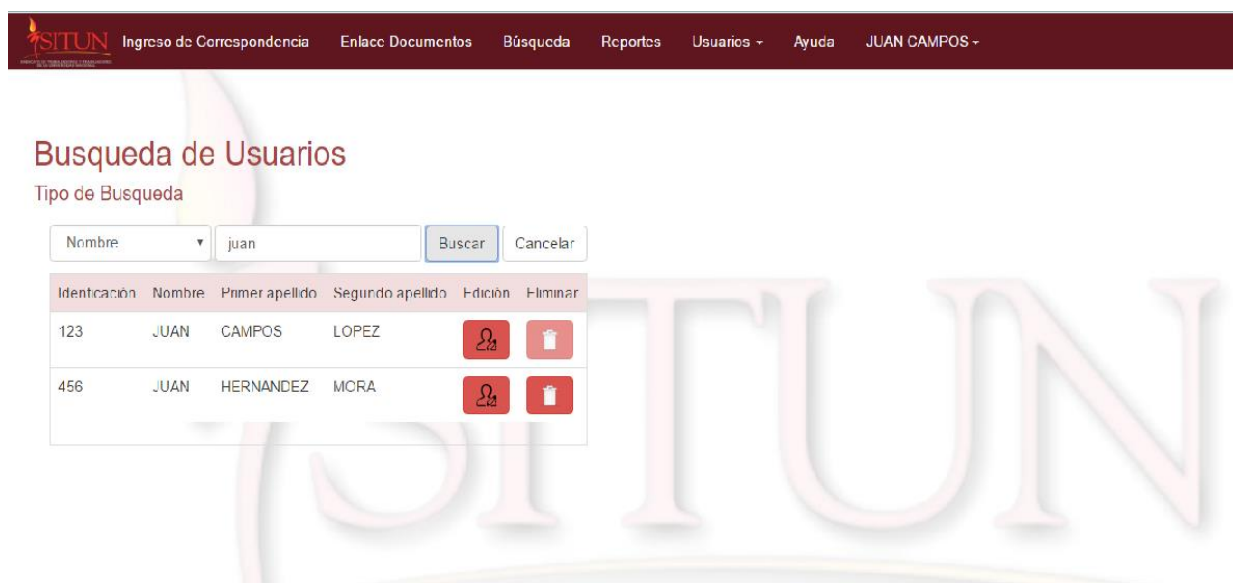 SITUN Ingreso de Correspondencia Enlace Documentos Búsqueda Reportes Usuarios Ayuda JUAN CAMPOS
Busqueda de Usuarios
Tipo de Busqueda
Nombre juan Buscar Cancelar
Identicación Nombre Primer apellido Segundo apellido Edición Eliminar
123 JUAN CAMPOS LOPEZ
456 JUAN HERNANDEZ MORA
SITUN